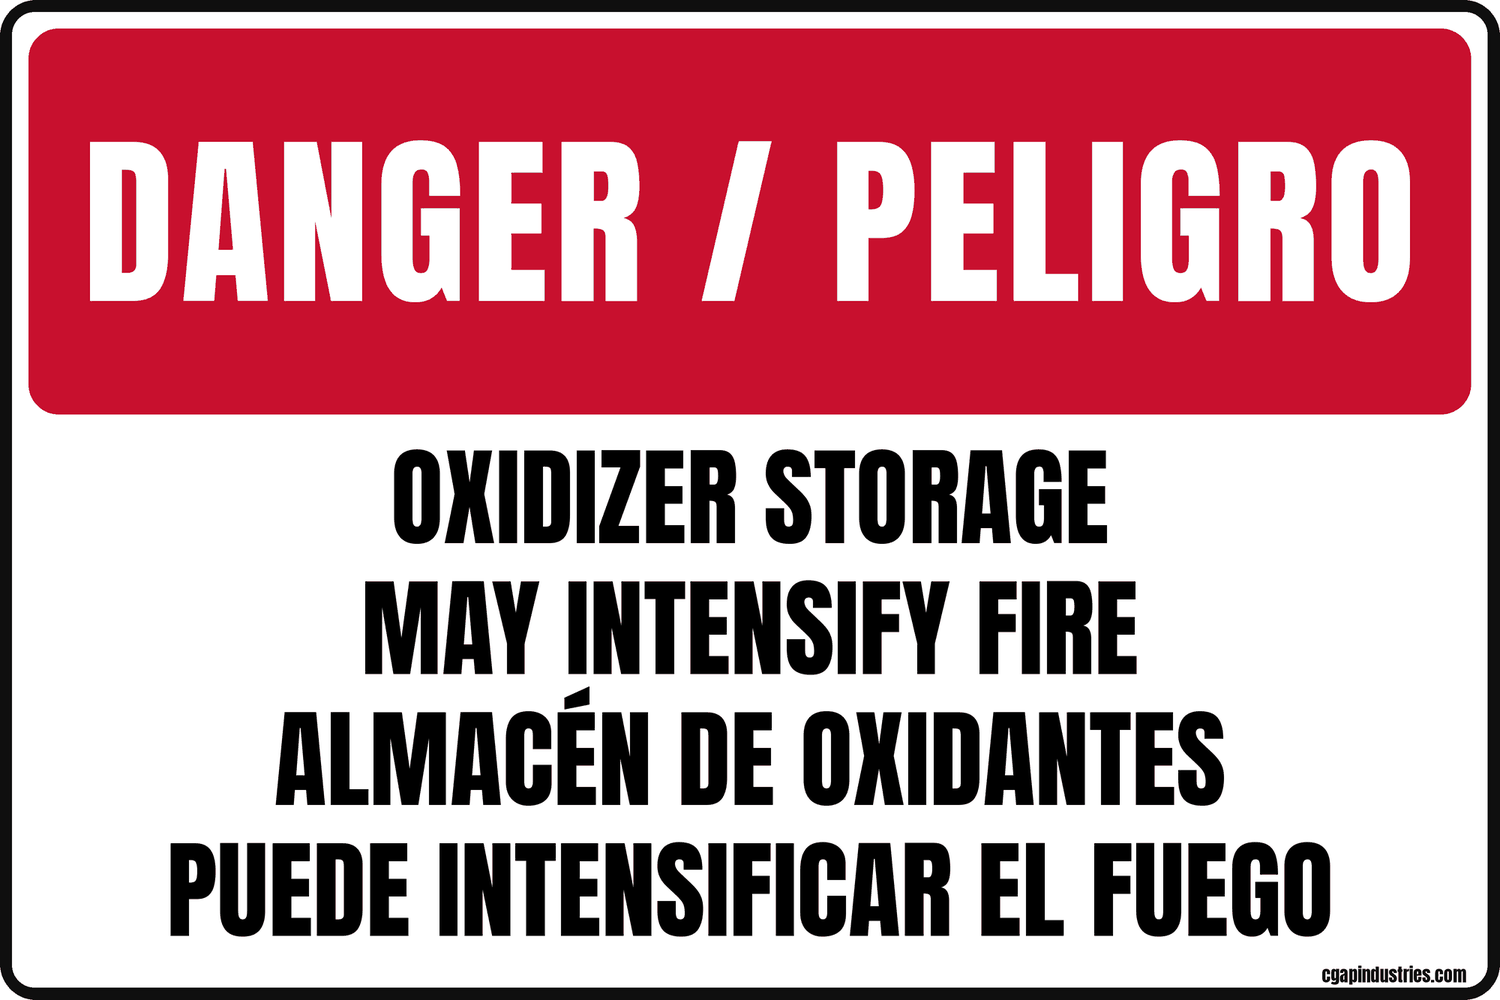 DANGER / PELIGRO
OXIDIZER STORAGE
MAY INTENSIFY FIRE
ALMACÉN DE OXIDANTES
PUEDE INTENSIFICAR EL FUEGO
cgapindustries.com